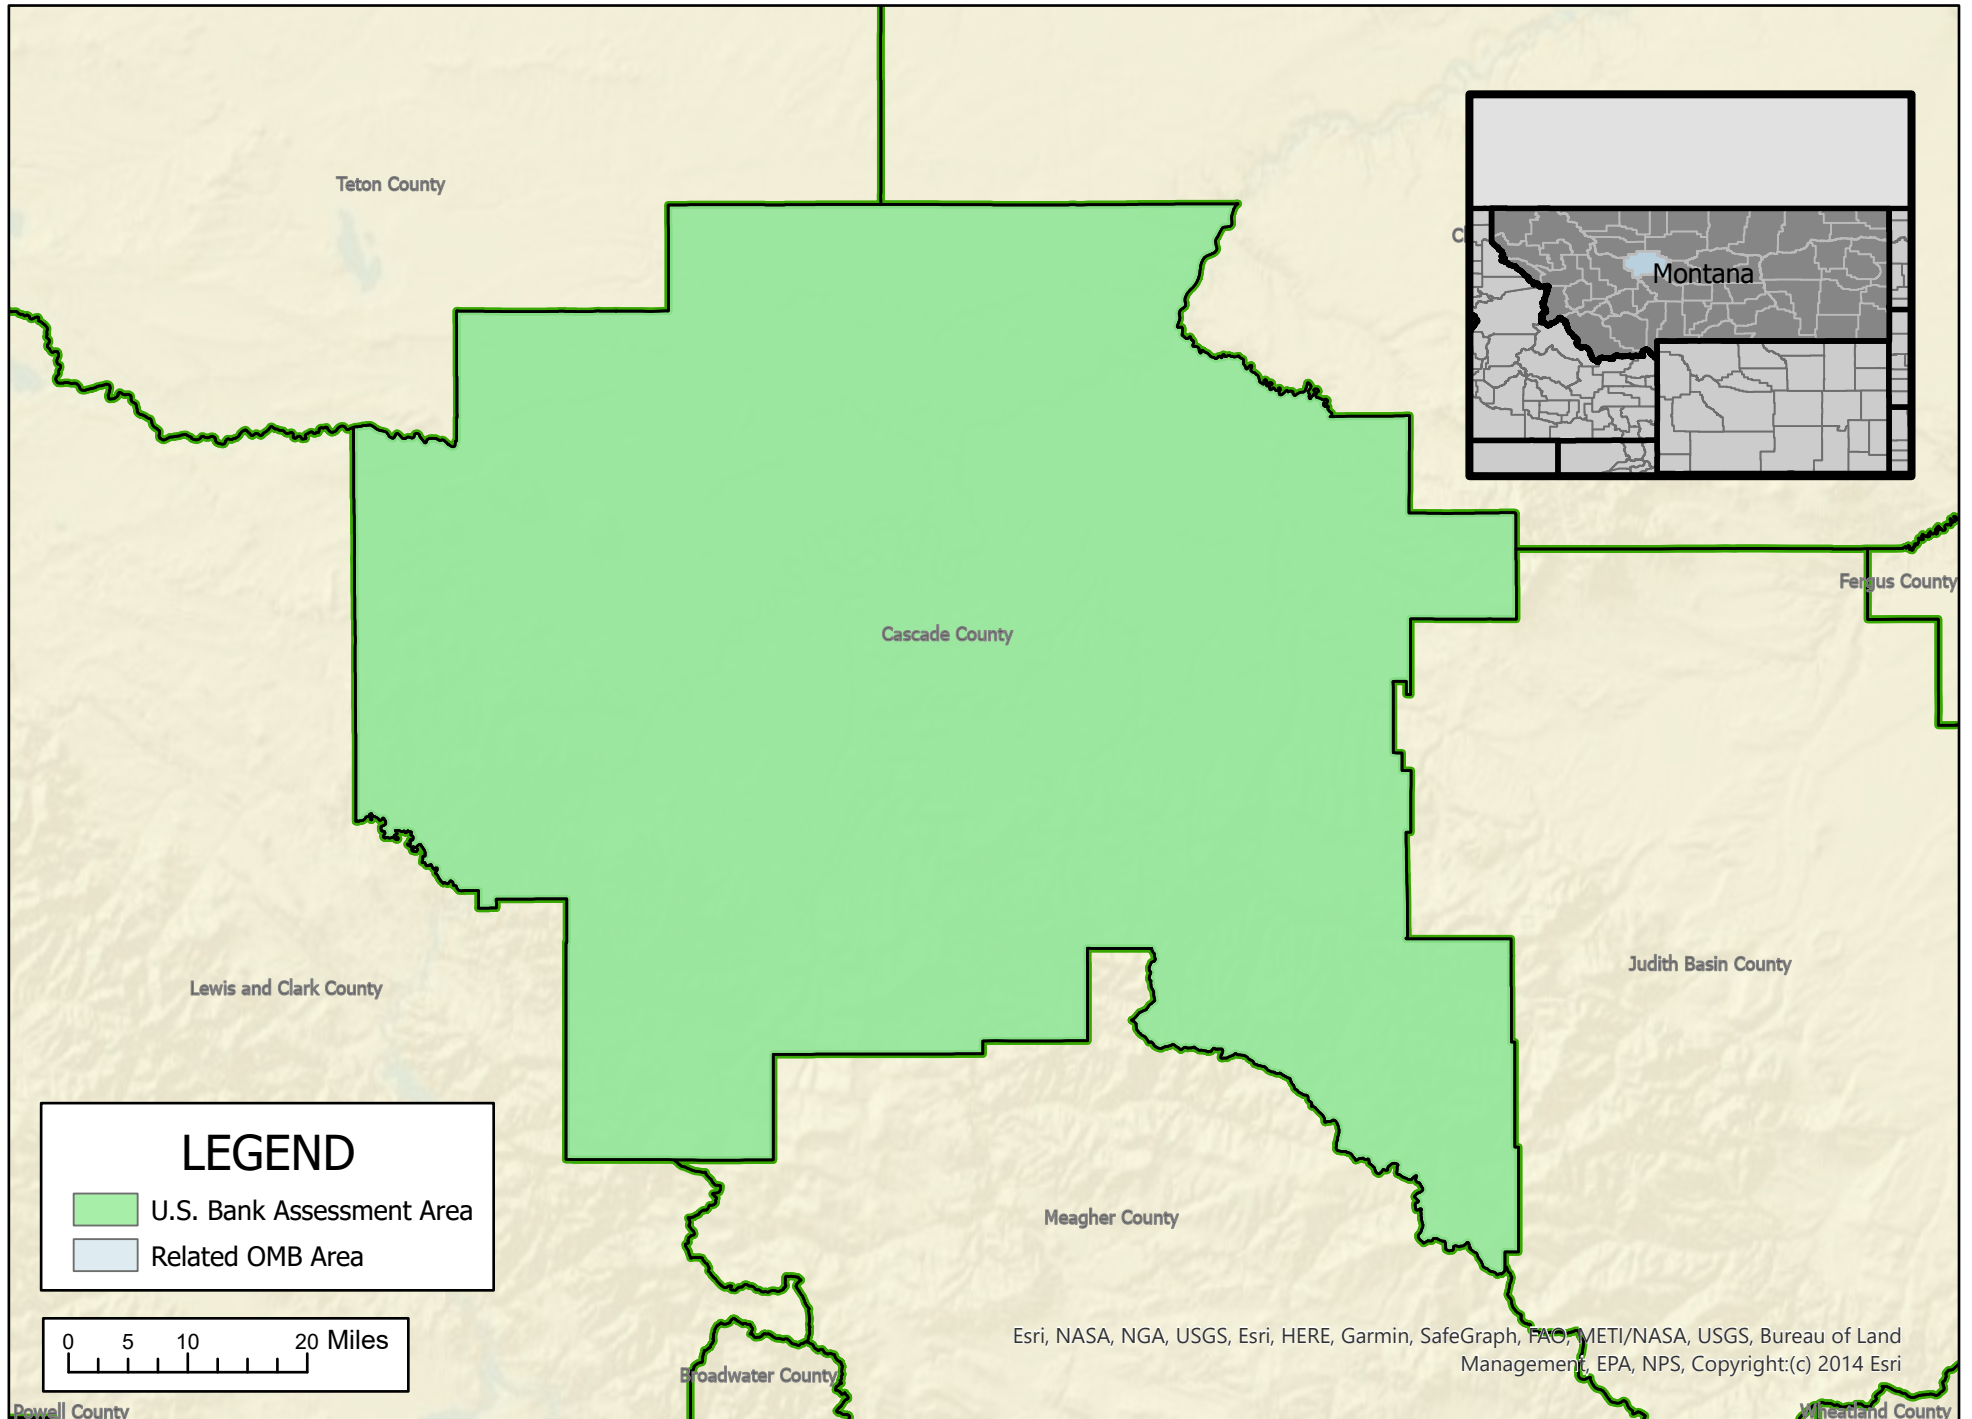 Teton County
Montana
Fergus County
Cascade County
Judith Basin County
Lewis and Clark County
LEGEND
U.S. Bank Assessment Area
Related OMB Area
Meagher County
0 5 10 20 Miles
Esri, NASA, NGA, USGS, Esri, HERE, Garmin, SafeGraph, FAO, METI/NASA, USGS, Bureau of Land
Management, EPA, NPS, Copyright:(c) 2014 Esri
Broadwater County
Powell County
Wheatland County